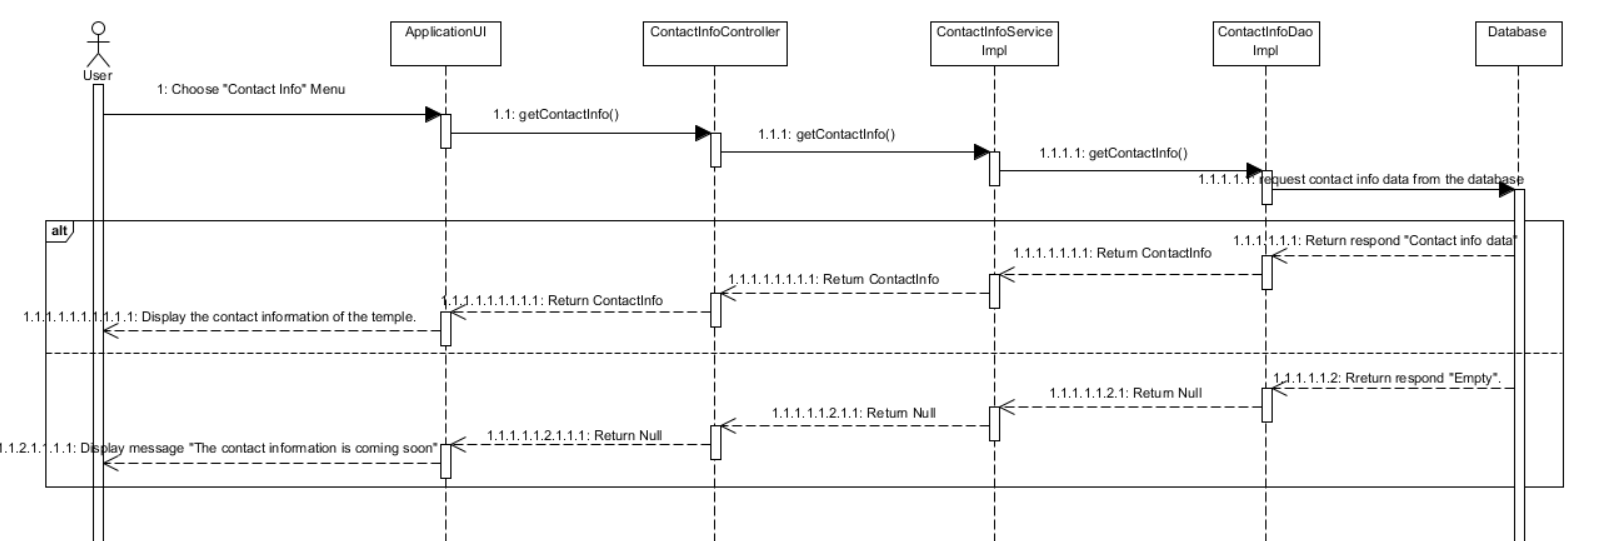 ApplicationUI
ContactInfoController
ContactInfoService
Impl
ContactInfoDao
Impl
Database
User
1: Choose "Contact Info" Menu
1.1: getContactInfo()
1.1.1: getContactInfo()
1.1.1.1: getContactInfo()
1.1.1.1.1: request contact info data from the database
alt
1.1.1.1.1.1: Return respond "Contact info data"
1.1.1.1.1.1.1: Return ContactInfo
1.1.1.1.1.1.1.1: Return ContactInfo
1.1.1.1.1.1.1.1.1: Return ContactInfo
1.1.1.1.1.1.1.1.1.1: Display the contact information of the temple.
1.1.1.1.1.2: Rreturn respond "Empty".
1.1.1.1.1.2.1: Return Null
1.1.1.1.1.2.1.1: Return Null
1.1.1.1.1.2.1.1.1: Return Null
1.1.2.1.1.1.1: Display message "The contact information is coming soon"